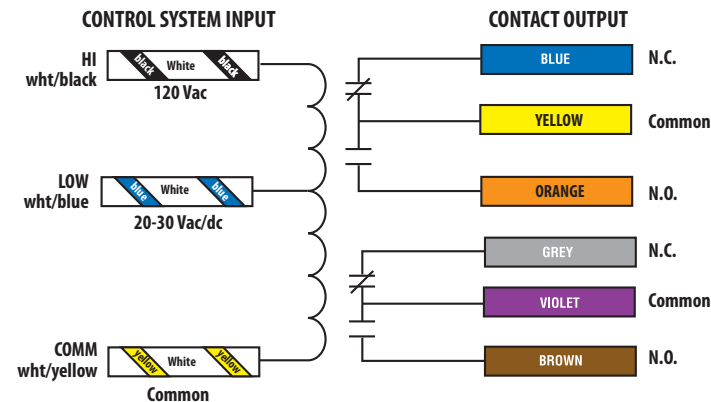 CONTROL SYSTEM INPUT
HI
wht/black
black White black
120 Vac
LOW
wht/blue
blue White blue
20-30 Vac/dc
COMM
wht/yellow
yellow White yellow
Common
CONTACT OUTPUT
BLUE N.C.
YELLOW Common
ORANGE N.O.
GREY N.C.
VIOLET Common
BROWN N.O.